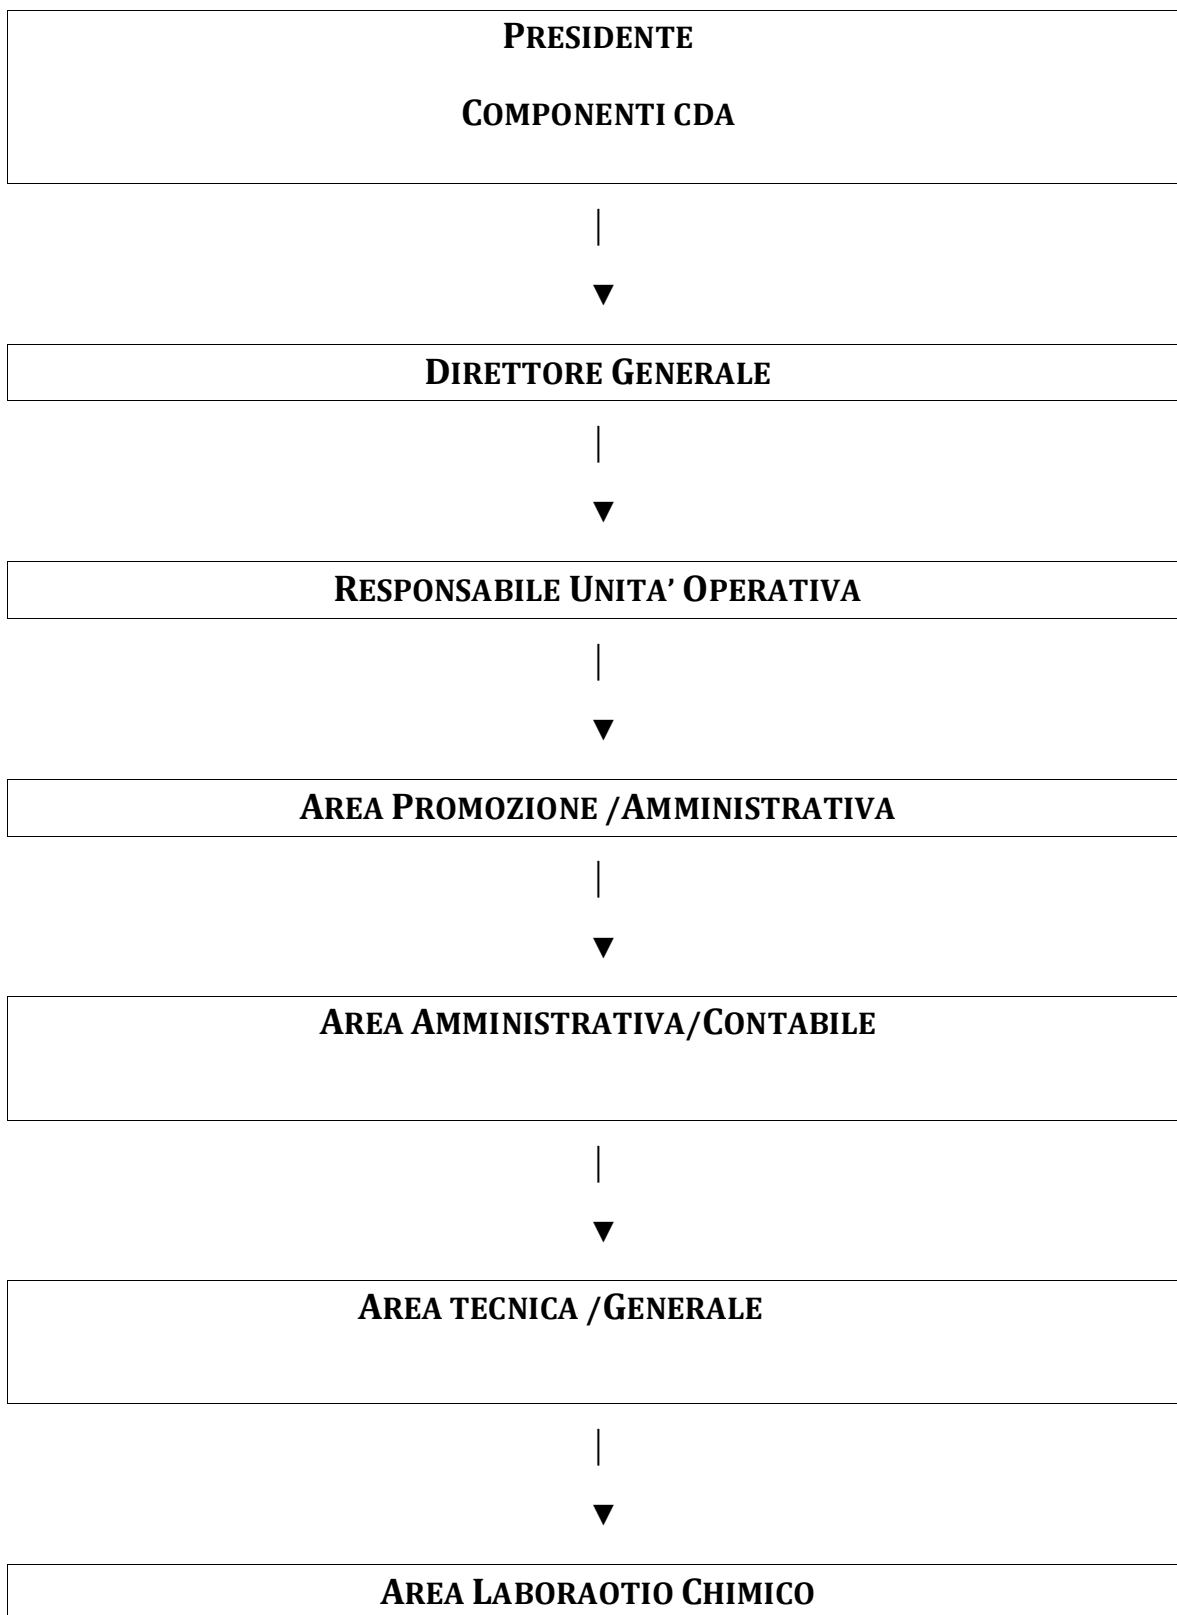 PRESIDENTE
COMPONENTI CDA
DIRETTORE GENERALE
RESPONSABILE UNITA’ OPERATIVA
AREA PROMOZIONE /AMMINISTRATIVA
AREA AMMINISTRATIVA/CONTABILE
AREA TECNICA /GENERALE
AREA LABORAOTIO CHIMICO